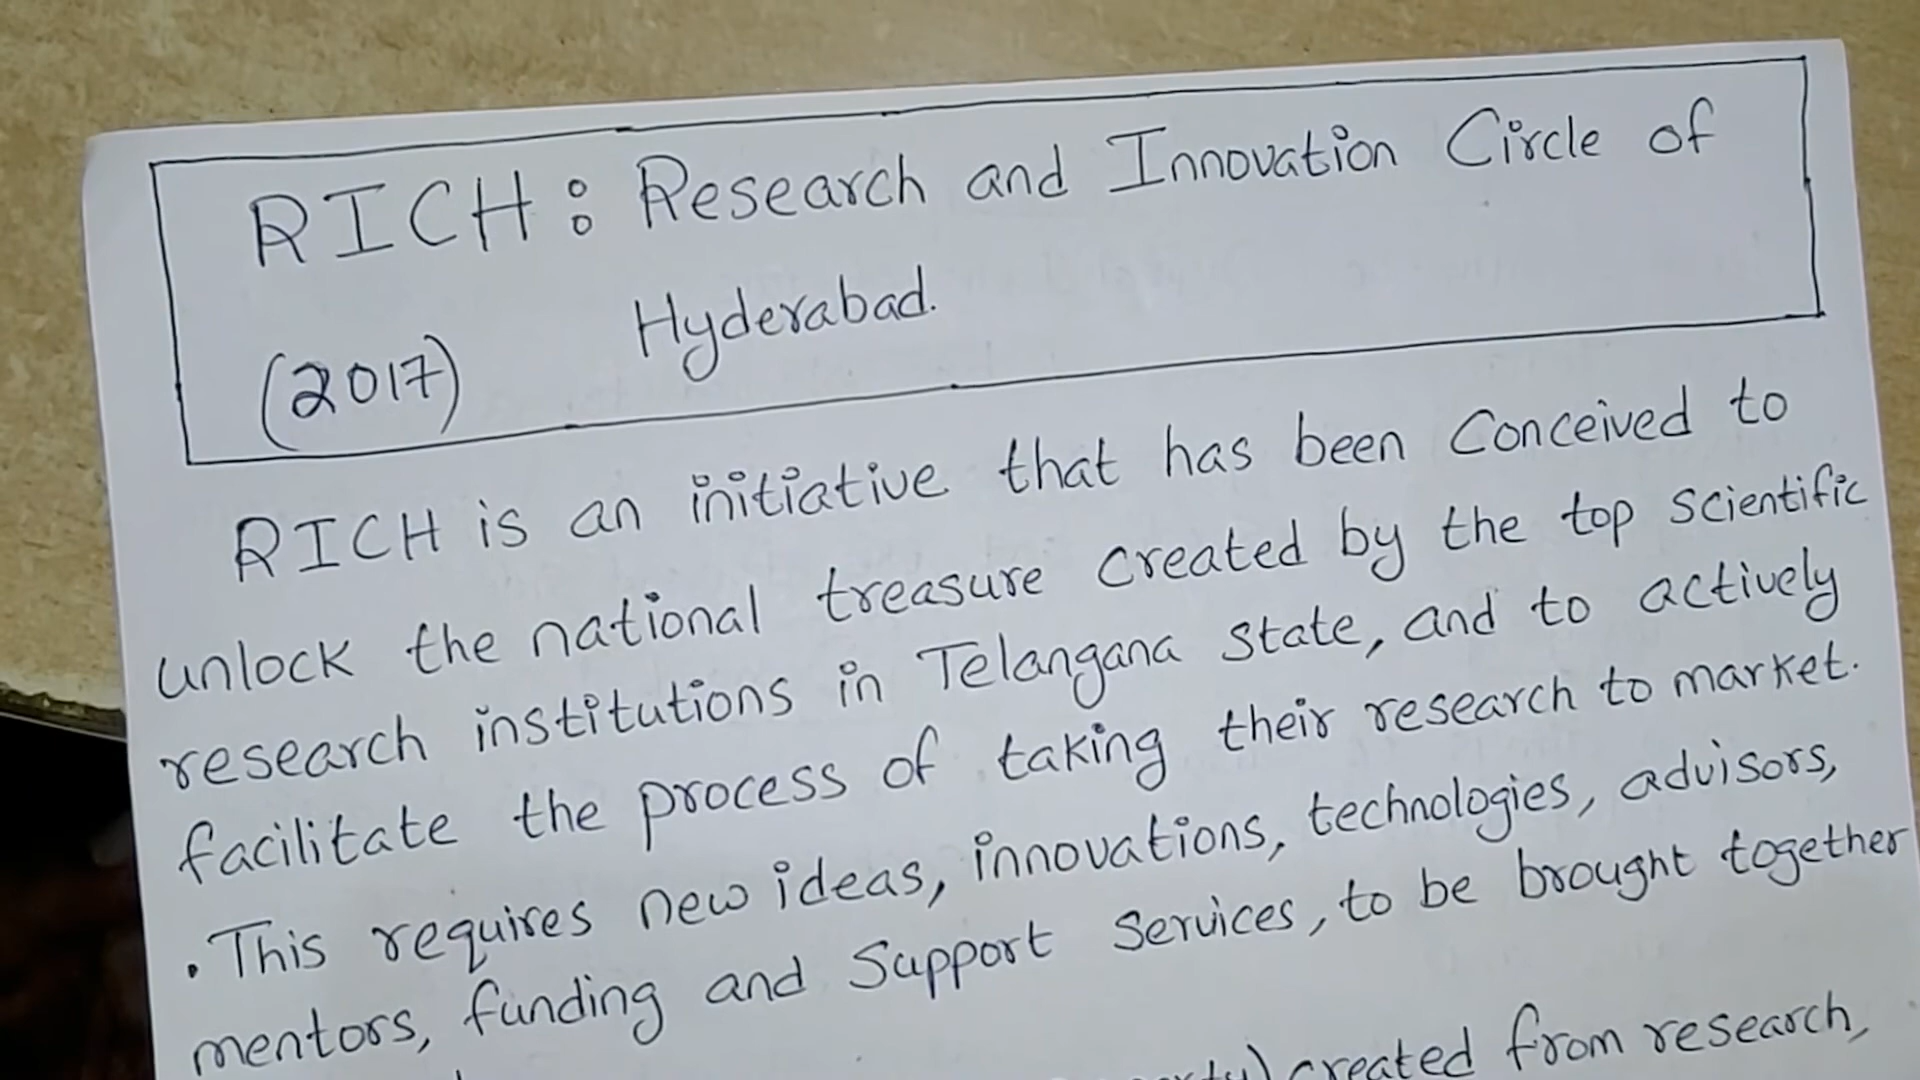 RICH: Research and Innovation Circle of
(2017) Hyderabad.
RICH is an initiative that has been Conceived to
unlock the national treasure created by the top scientific
research institutions in Telangana State, and to actively
facilitate the process of taking their research to market.
. This requires new ideas, innovations, technologies, advisors,
mentors, funding and Support Services, to be brought together
created from research,